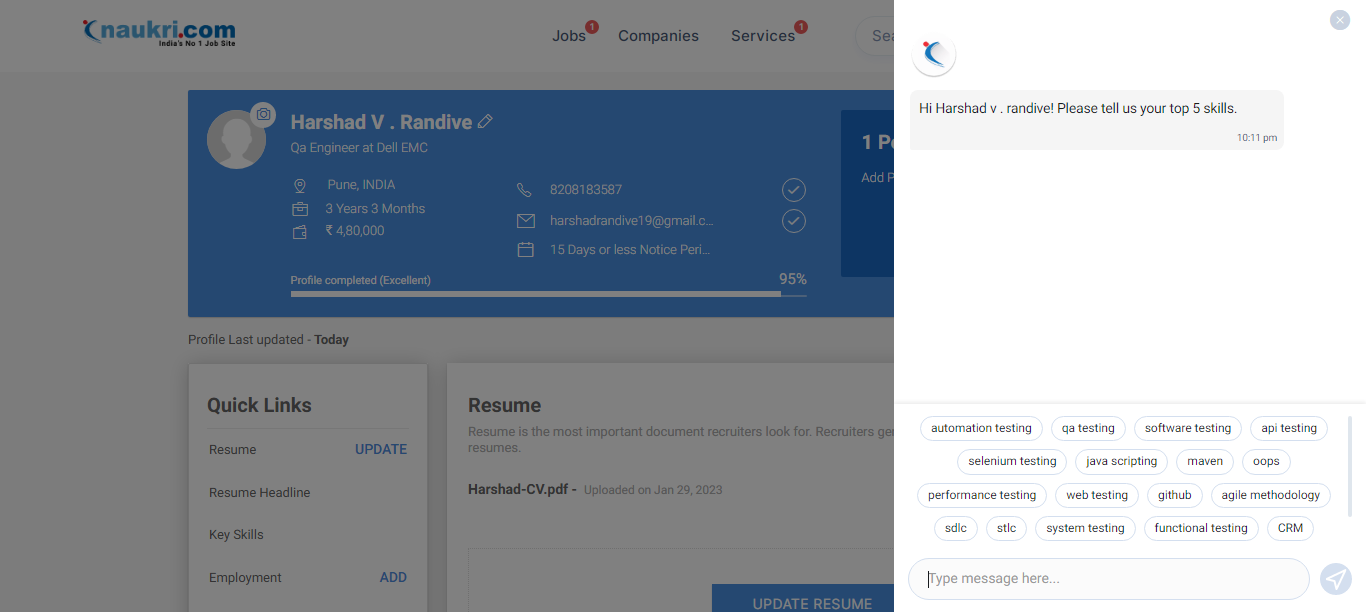 naukri.com
India's No 1 Job Site
Jobs 1
Companies
Services 1
Sea
Harshad V . Randive
Qa Engineer at Dell EMC
Pune, INDIA
3 Years 3 Months
₹ 4,80,000
8208183587
harshadrandive19@gmail.c...
15 Days or less Notice Peri...
Profile completed (Excellent)
95%
1 Pe
Add P
Profile Last updated - Today
Quick Links
Resume UPDATE
Resume Headline
Key Skills
Employment ADD
Resume
Resume is the most important document recruiters look for. Recruiters gen
resumes.
Harshad-CV.pdf - Uploaded on Jan 29, 2023
UPDATE RESUME
Hi Harshad v . randive! Please tell us your top 5 skills.
10:11 pm
automation testing qa testing software testing api testing
selenium testing java scripting maven oops
performance testing web testing github agile methodology
sdlc stlc system testing functional testing CRM
Type message here...